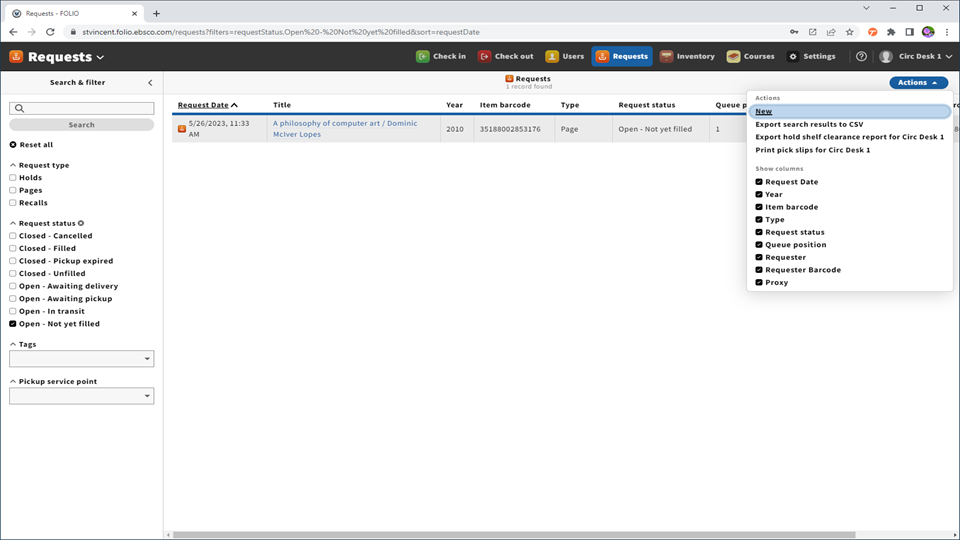 Requests - FOLIO
stvincent.folio.ebsco.com/requests?filters=requestStatus.Open%20-%20Not%20yet%20filled&sort=requestDate
Requests
Check in
Check out
Users
Requests
Inventory
Courses
Settings
Circ Desk 1
Search & filter
Requests
1 record found
Actions
Request Date
Title
Year
Item barcode
Type
Request status
Queue p
5/26/2023, 11:33
AM
A philosophy of computer art / Dominic
McIver Lopes
2010
35188002853176
Page
Open - Not yet filled
1
Search
Reset all
Request type
Holds
Pages
Recalls
Request status
Closed - Cancelled
Closed - Filled
Closed - Pickup expired
Closed - Unfilled
Open - Awaiting delivery
Open - Awaiting pickup
Open - In transit
Open - Not yet filled
Tags
Pickup service point
Actions
New
Export search results to CSV
Export hold shelf clearance report for Circ Desk 1
Print pick slips for Circ Desk 1
Show columns
Request Date
Year
Item barcode
Type
Request status
Queue position
Requester
Requester Barcode
Proxy